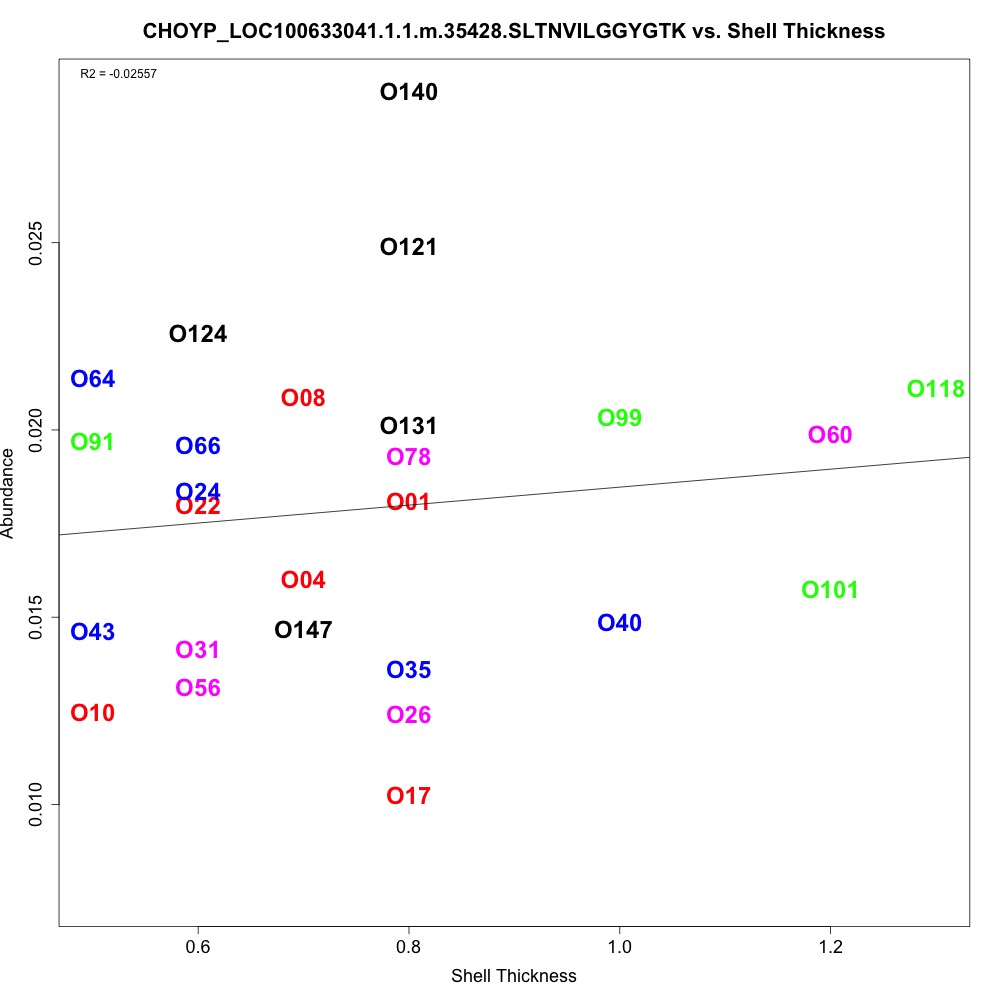 CHOYP_LOC100633041.1.1.m.35428.SLTNVILGGYGTK vs. Shell Thickness
R2 = -0.02557
O140
0.025
O121
O124
O64
O118
O08
O99
0.020
O131
O60
O91
O66
O78
O24
O01
O22
Abundance
O04
O101
0.015
O40
O147
O43
O31
O35
O56
O10
O26
0.010
O17
0.6 0.8 1.0 1.2
Shell Thickness